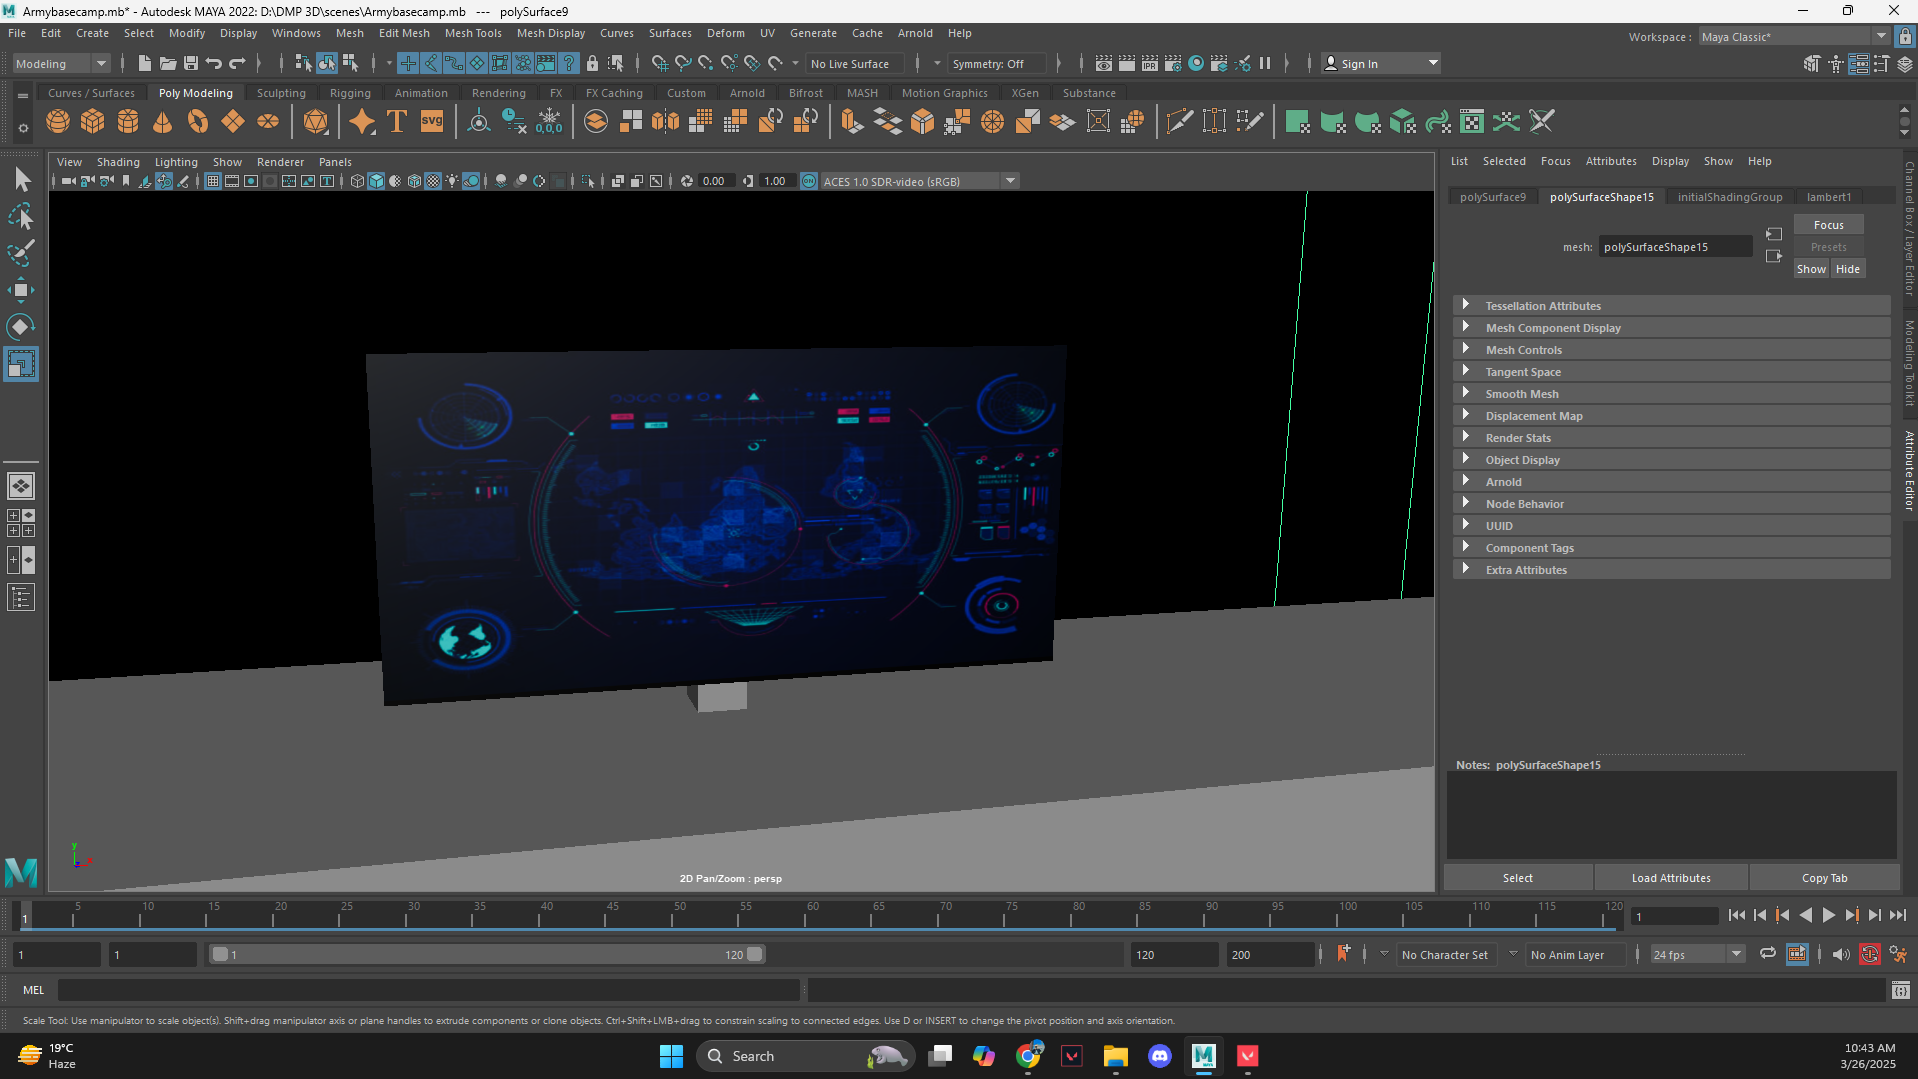 Armybasecamp.mb* - Autodesk MAYA 2022: D:\DMP 3D\scenes\Armybasecamp.mb --- polySurface9
File Edit Create Select Modify Display Windows Mesh Edit Mesh Mesh Tools Mesh Display Curves Surfaces Deform UV Generate Cache Arnold Help
Workspace : Maya Classic*
Modeling No Live Surface Symmetry: Off Sign In
Curves / Surfaces Poly Modeling Sculpting Rigging Animation Rendering FX FX Caching Custom Arnold Bifrost MASH Motion Graphics XGen Substance
T svg 0,0,0
View Shading Lighting Show Renderer Panels
0.00 1.00 ON ACES 1.0 SDR-video (sRGB)
List Selected Focus Attributes Display Show Help
polySurface9 polySurfaceShape15 initialShadingGroup lambert1
Focus
mesh: polySurfaceShape15
Presets
Show Hide
Tessellation Attributes
Mesh Component Display
Mesh Controls
Tangent Space
Smooth Mesh
Displacement Map
Render Stats
Object Display
Arnold
Node Behavior
UUID
Component Tags
Extra Attributes
Channel Box / Layer Editor
Modeling Toolkit
Attribute Editor
Notes: polySurfaceShape15
Select Load Attributes Copy Tab
y
z x
2D Pan/Zoom : persp
1 5 10 15 20 25 30 35 40 45 50 55 60 65 70 75 80 85 90 95 100 105 110 115 120 1
1 1 1 120 120 200 No Character Set No Anim Layer 24 fps
MEL
Scale Tool: Use manipulator to scale object(s). Shift+drag manipulator axis or plane handles to extrude components or clone objects. Ctrl+Shift+LMB+drag to constrain scaling to connected edges. Use D or INSERT to change the pivot position and axis orientation.
19°C
Haze
Search
10:43 AM
3/26/2025